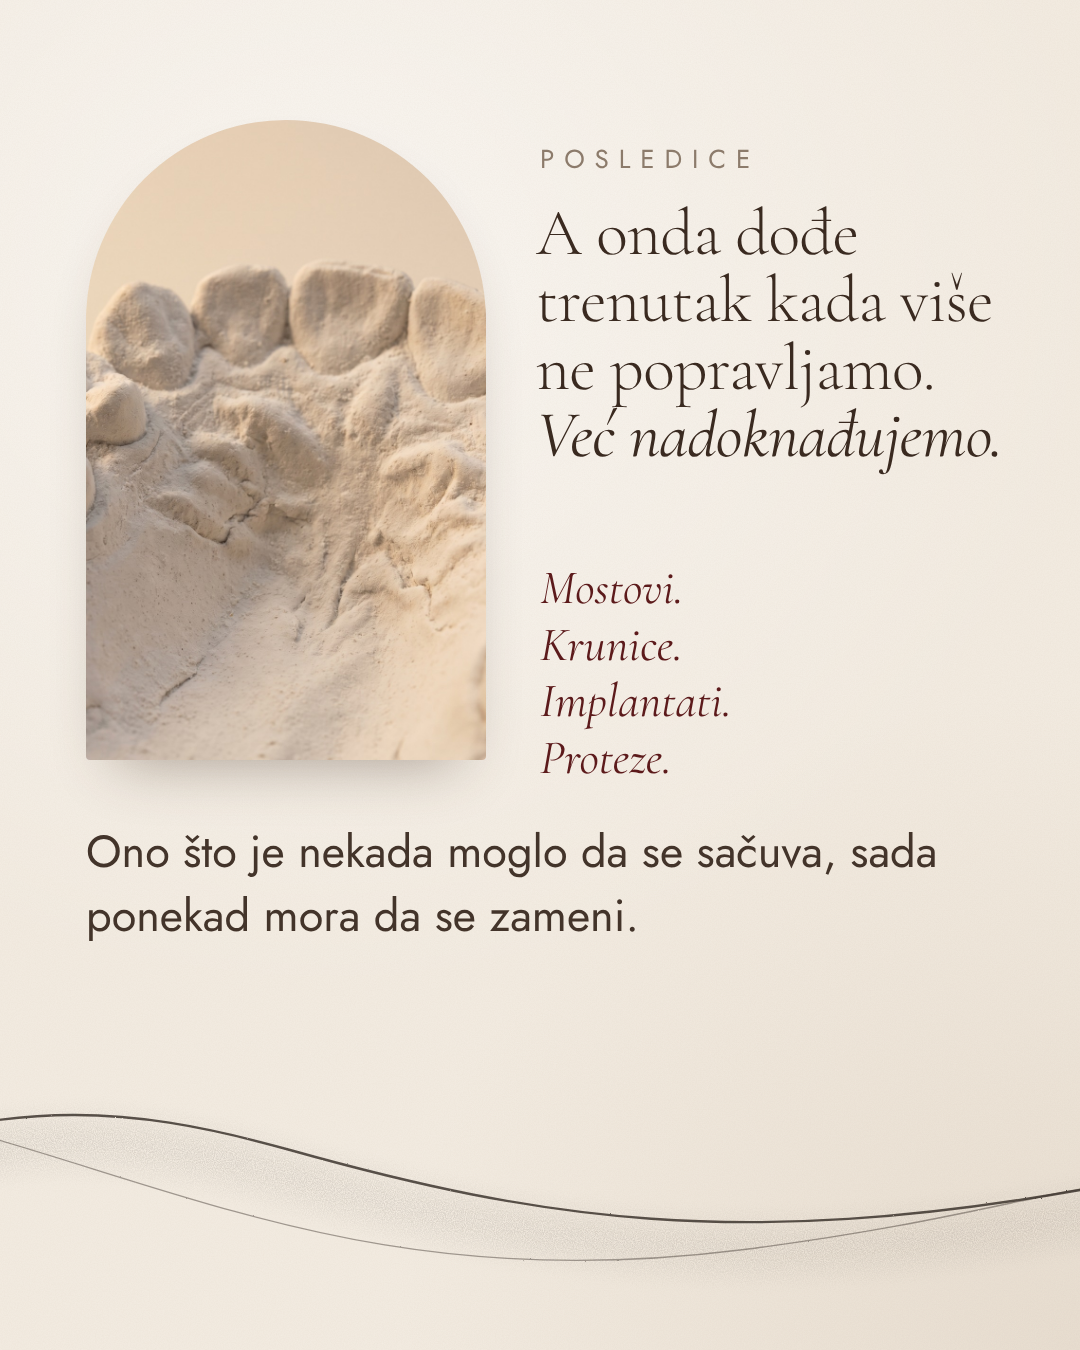 POSLEDICE
A onda dođe
trenutak kada više
ne popravljamo.
Već nadoknađujemo.
Mostovi.
Krunice.
Implantati.
Proteze.
Ono što je nekada moglo da se sačuva, sada
ponekad mora da se zameni.